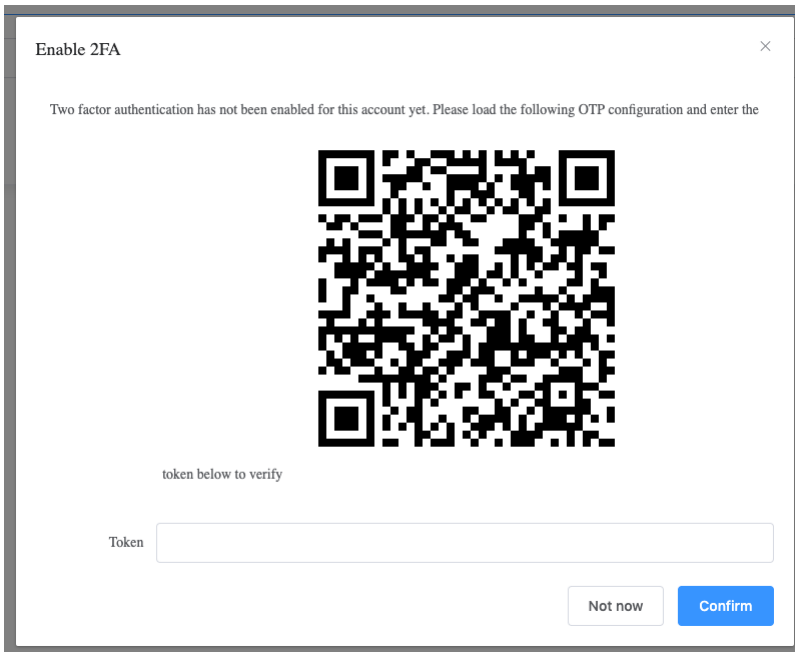 Enable 2FA
Two factor authentication has not been enabled for this account yet. Please load the following OTP configuration and enter the
token below to verify
Token
Not now
Confirm